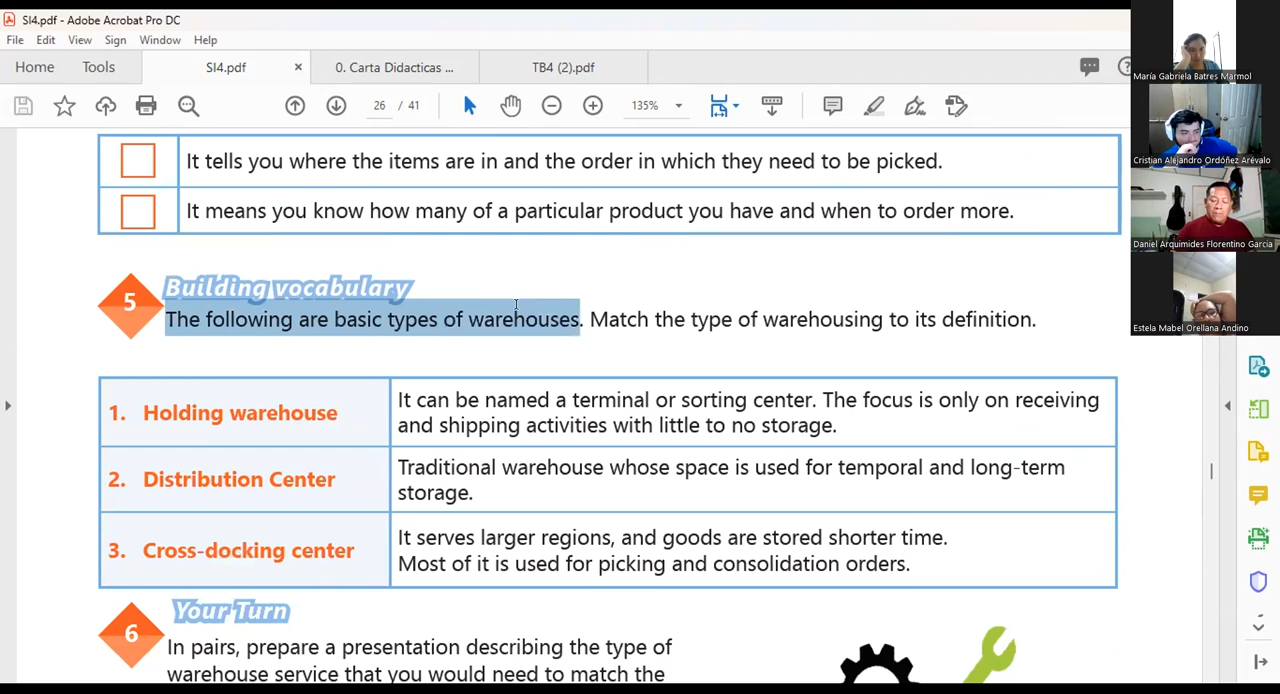 SI4.pdf - Adobe Acrobat Pro DC
File Edit View Sign Window Help
Home Tools SI4.pdf × 0. Carta Didacticas ... TB4 (2).pdf
26 / 41 135%
It tells you where the items are in and the order in which they need to be picked.
It means you know how many of a particular product you have and when to order more.
5 Building vocabulary
The following are basic types of warehouses. Match the type of warehousing to its definition.
1. Holding warehouse
It can be named a terminal or sorting center. The focus is only on receiving
and shipping activities with little to no storage.
2. Distribution Center
Traditional warehouse whose space is used for temporal and long-term
storage.
3. Cross-docking center
It serves larger regions, and goods are stored shorter time.
Most of it is used for picking and consolidation orders.
6 Your Turn
In pairs, prepare a presentation describing the type of
warehouse service that you would need to match the
María Gabriela Batres Marmol
Cristian Alejandro Ordóñez Arévalo
Daniel Arquimides Florentino Garcia
Estela Mabel Orellana Andino